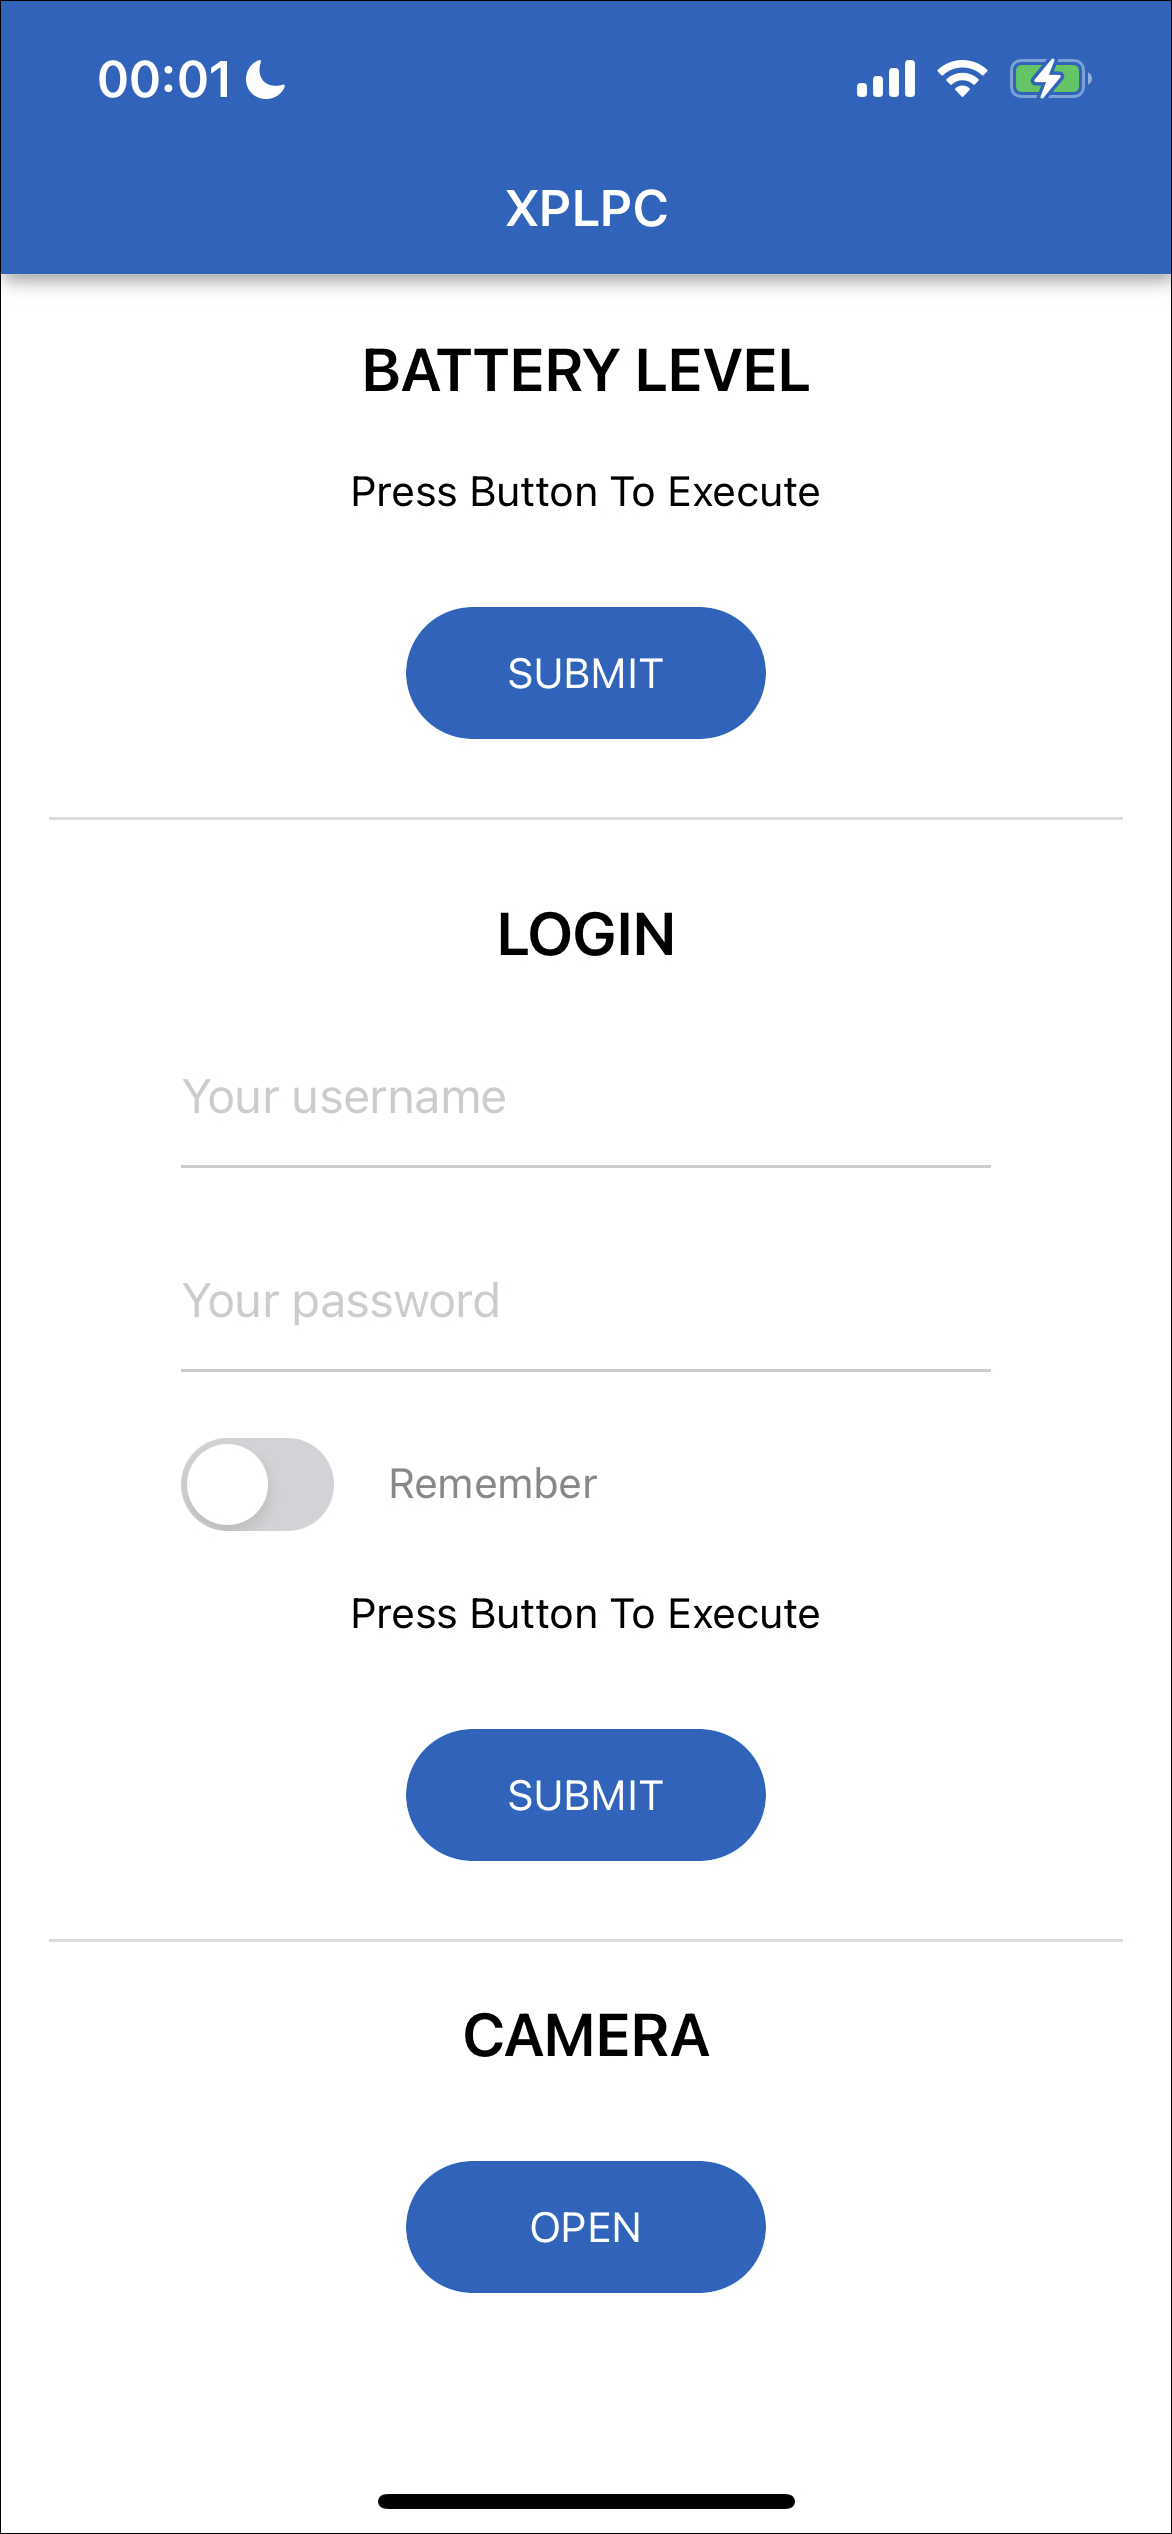 00:01
XPLPC
BATTERY LEVEL
Press Button To Execute
SUBMIT
LOGIN
Your username
Your password
Remember
Press Button To Execute
SUBMIT
CAMERA
OPEN